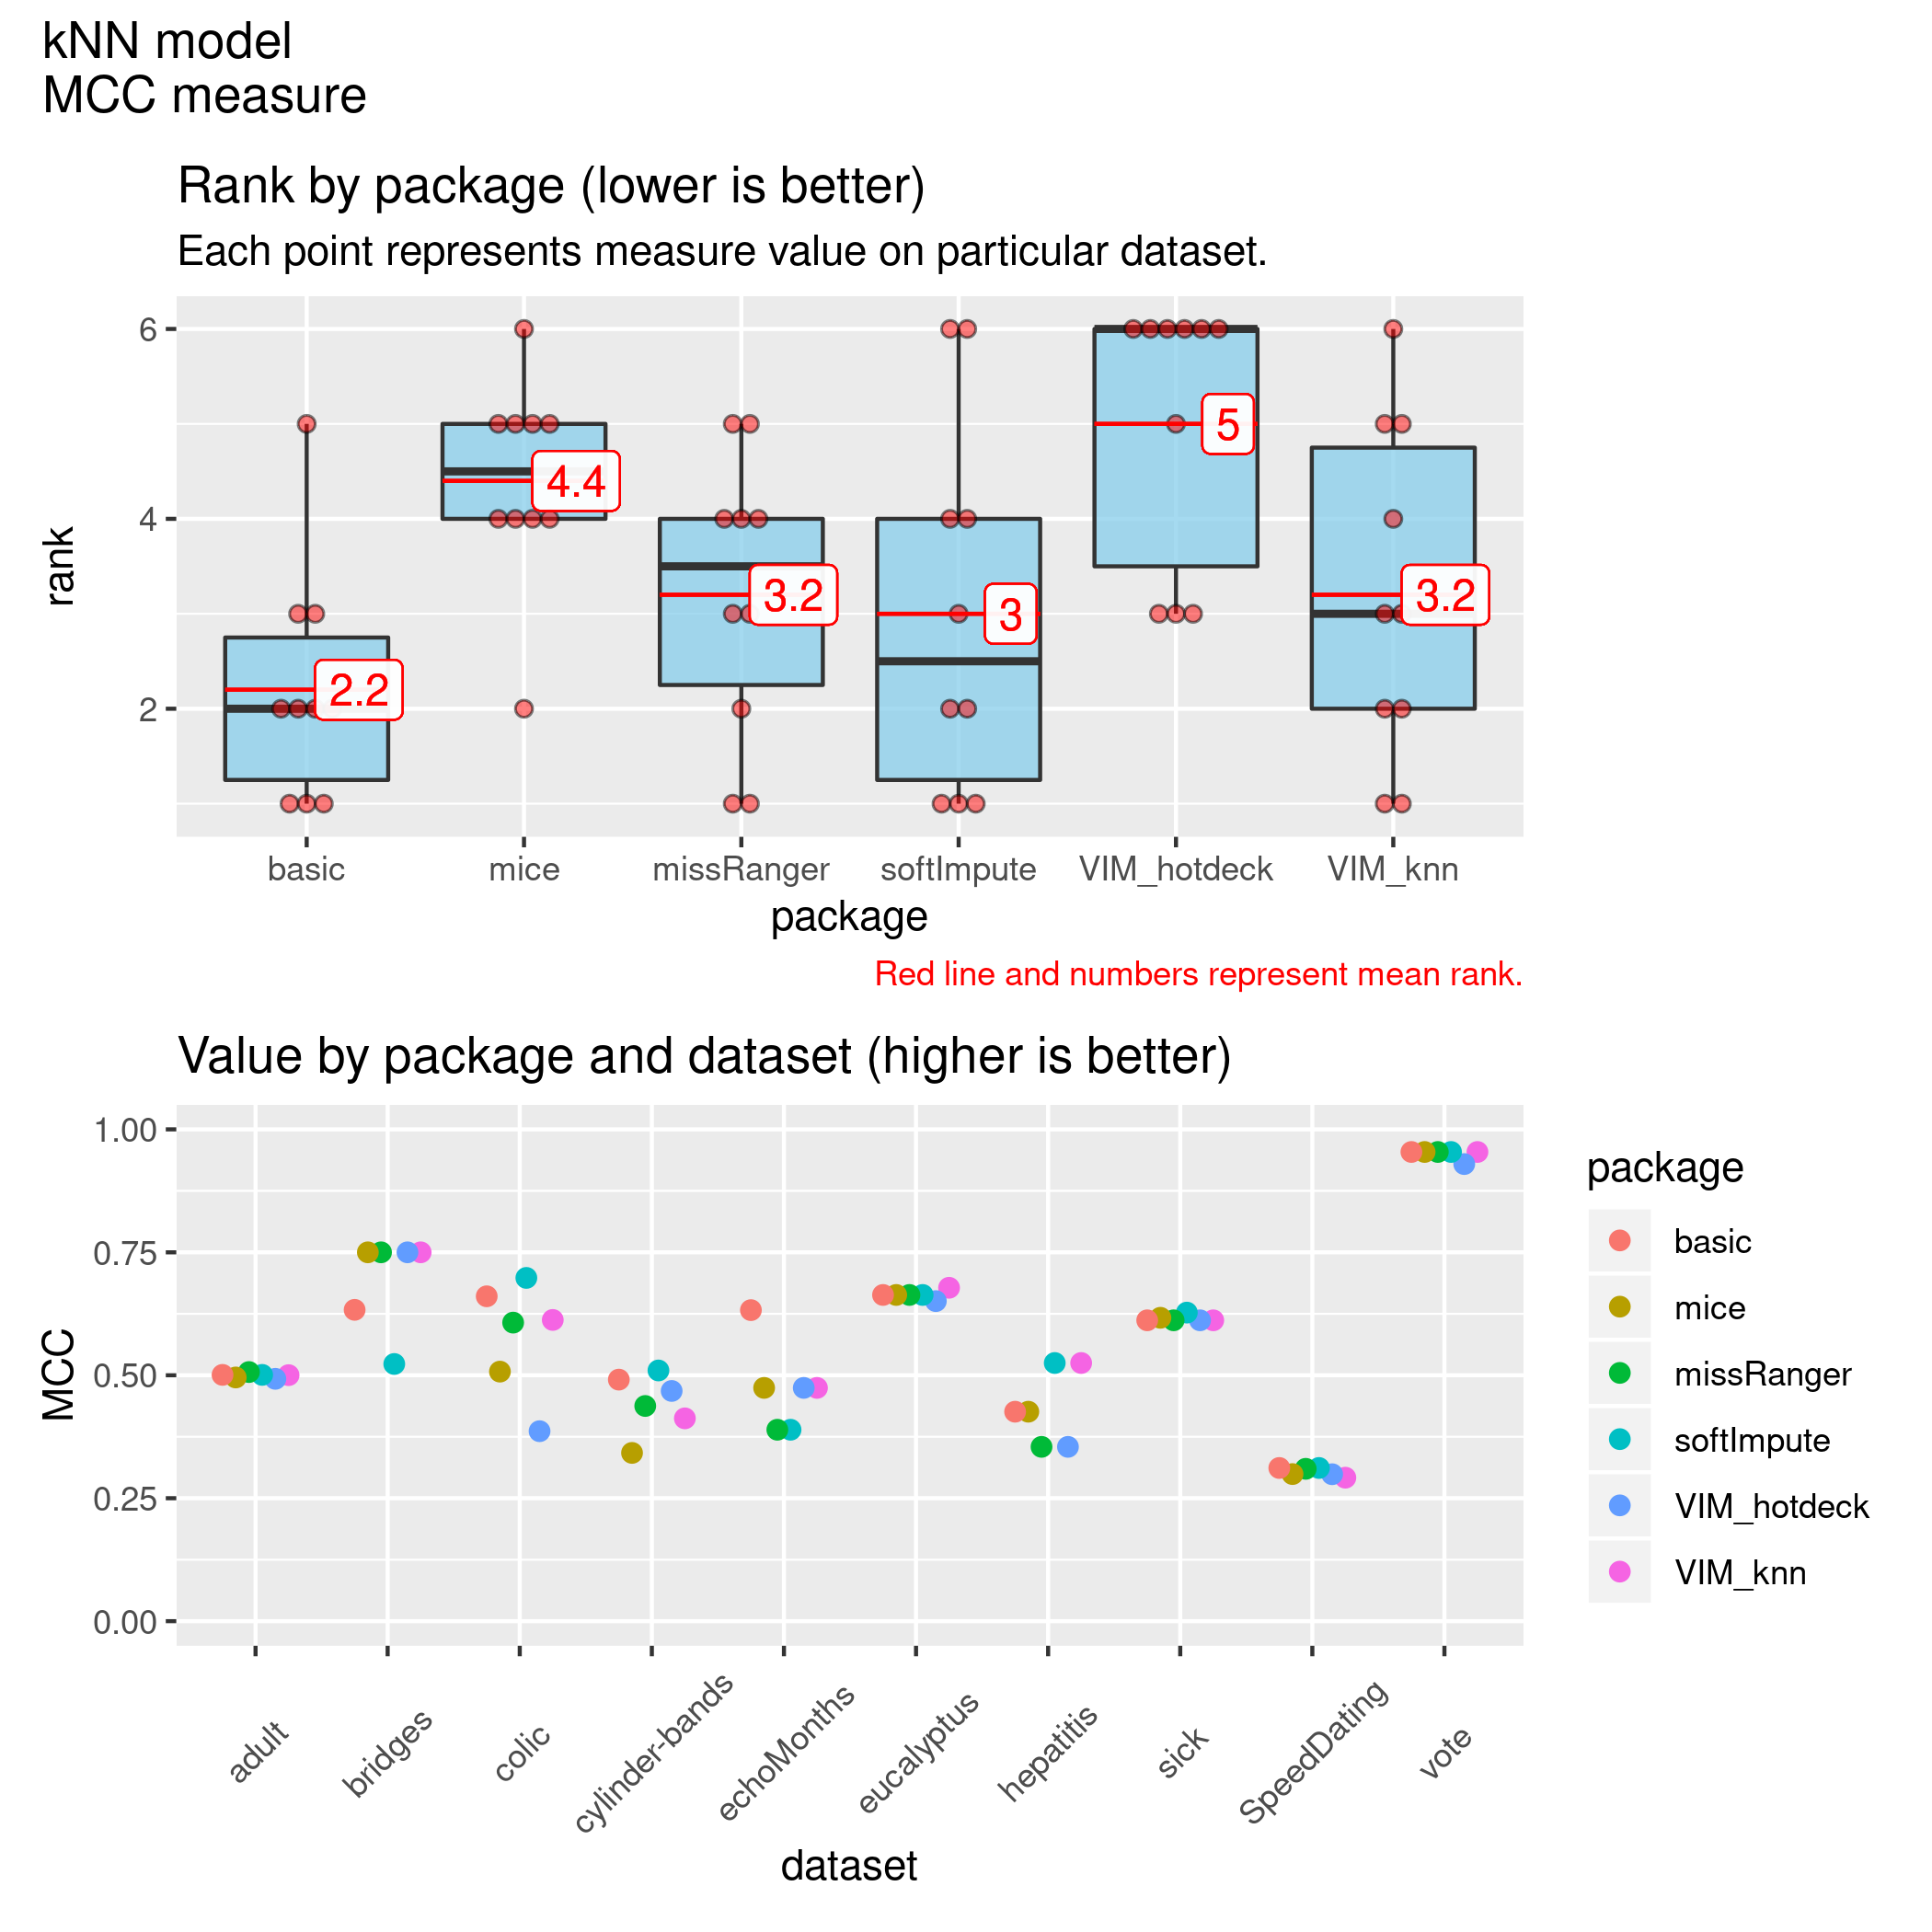 kNN model
MCC measure
Rank by package (lower is better)
Each point represents measure value on particular dataset.
rank
6
4
2
2.2
4.4
3.2
3
5
3.2
basic mice missRanger softImpute VIM_hotdeck VIM_knn
package
Red line and numbers represent mean rank.
Value by package and dataset (higher is better)
MCC
1.00
0.75
0.50
0.25
0.00
adult
bridges
colic
cylinder-bands
echoMonths
eucalyptus
hepatitis
sick
SpeedDating
vote
dataset
package
basic
mice
missRanger
softImpute
VIM_hotdeck
VIM_knn